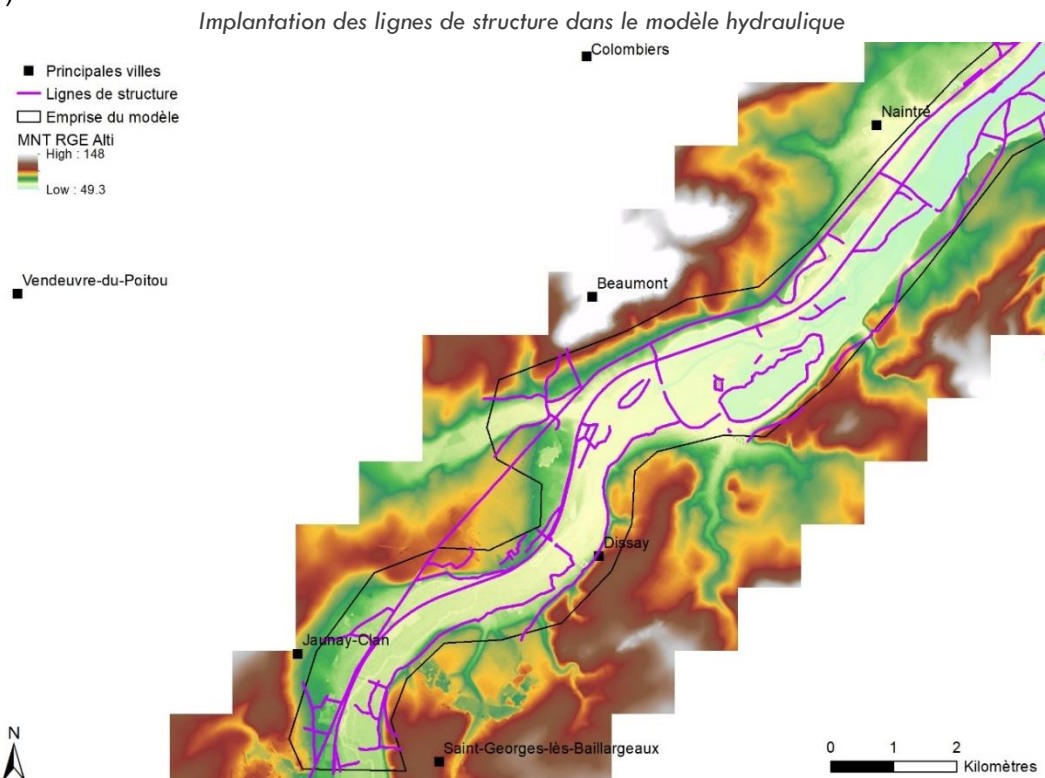 Implantation des lignes de structure dans le modèle hydraulique
Colombiers
Principales villes
Lignes de structure
Emprise du modèle
MNT RGE Alti
High : 148
Low : 49.3
Naintré
Vendeuvre-du-Poitou
Beaumont
Dissay
Jaunay-Clan
Saint-Georges-lès-Baillargeaux
N
0 1 2
Kilomètres